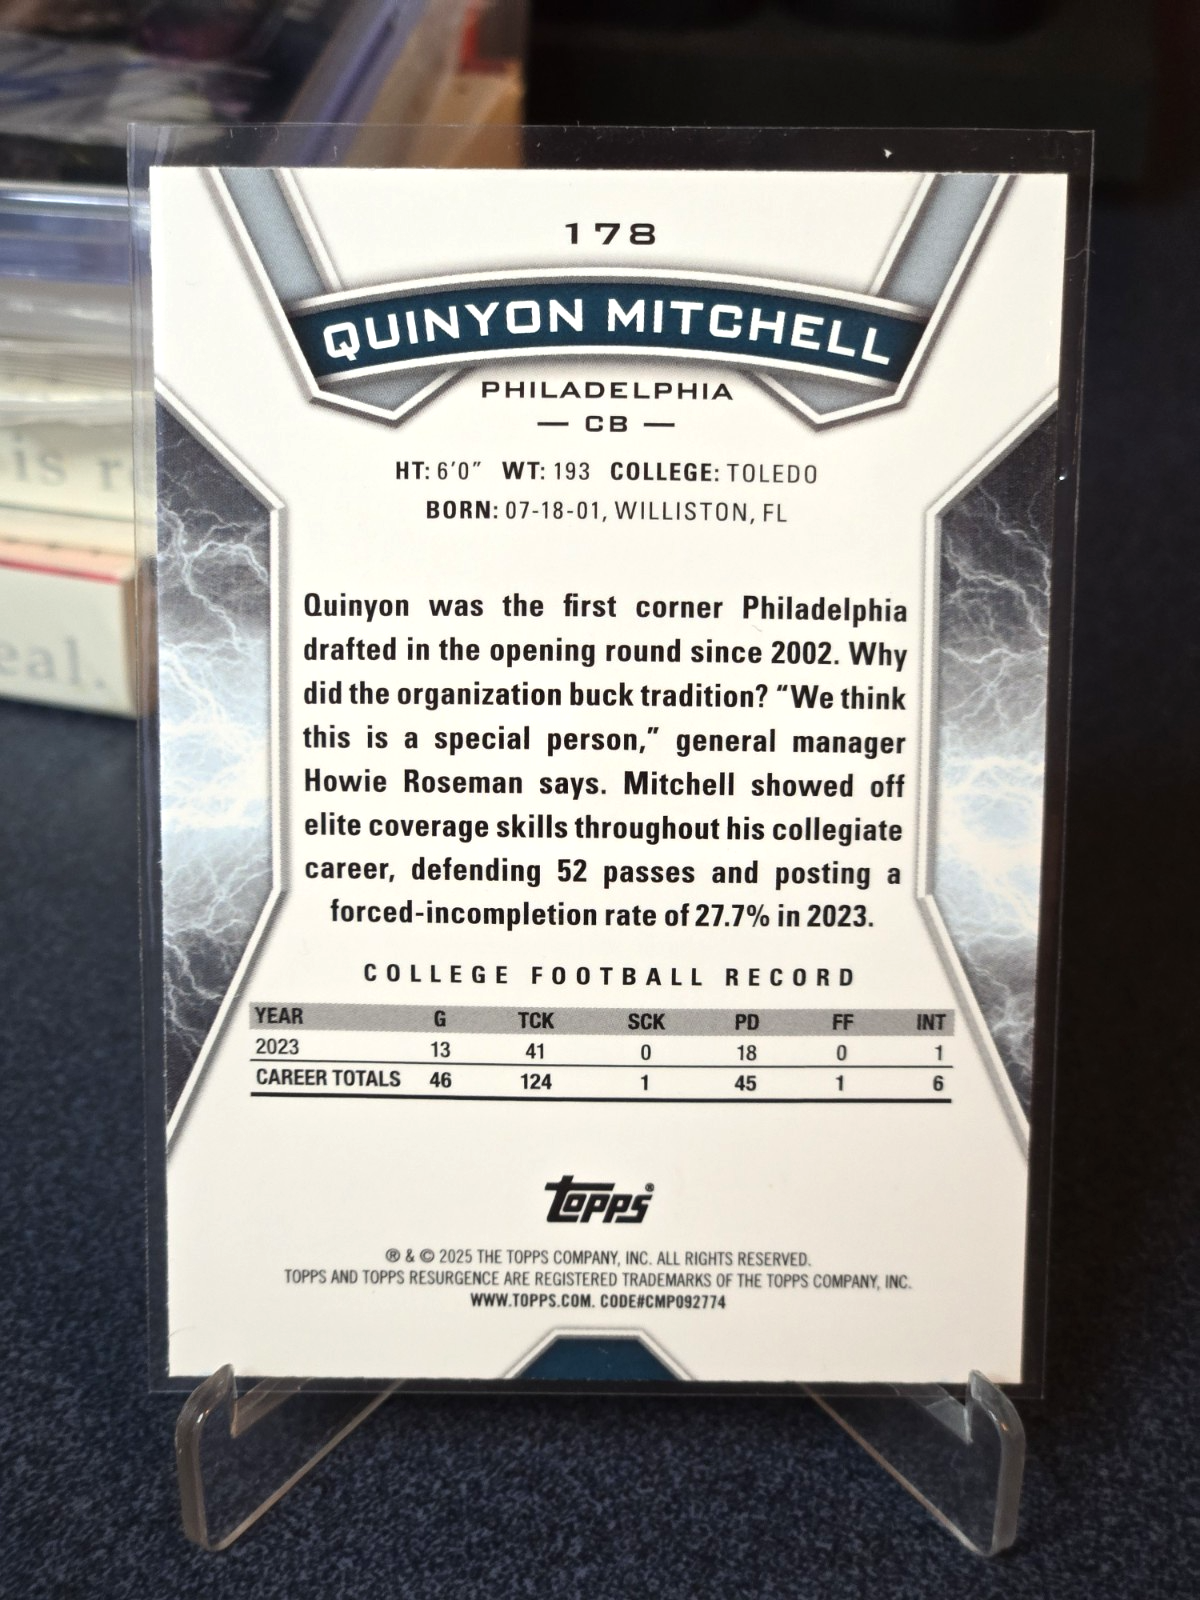 178
QUINYON MITCHELL
PHILADELPHIA
— CB —
HT: 6'0" WT: 193 COLLEGE: TOLEDO
BORN: 07-18-01, WILLISTON, FL
Quinyon was the first corner Philadelphia
drafted in the opening round since 2002. Why
did the organization buck tradition? “We think
this is a special person,” general manager
Howie Roseman says. Mitchell showed off
elite coverage skills throughout his collegiate
career, defending 52 passes and posting a
forced-incompletion rate of 27.7% in 2023.
COLLEGE FOOTBALL RECORD
YEAR G TCK SCK PD FF INT
2023 13 41 0 18 0 1
CAREER TOTALS 46 124 1 45 1 6
topps®
® & © 2025 THE TOPPS COMPANY, INC. ALL RIGHTS RESERVED.
TOPPS AND TOPPS RESURGENCE ARE REGISTERED TRADEMARKS OF THE TOPPS COMPANY, INC.
WWW.TOPPS.COM. CODE#CMP092774
is
eal.